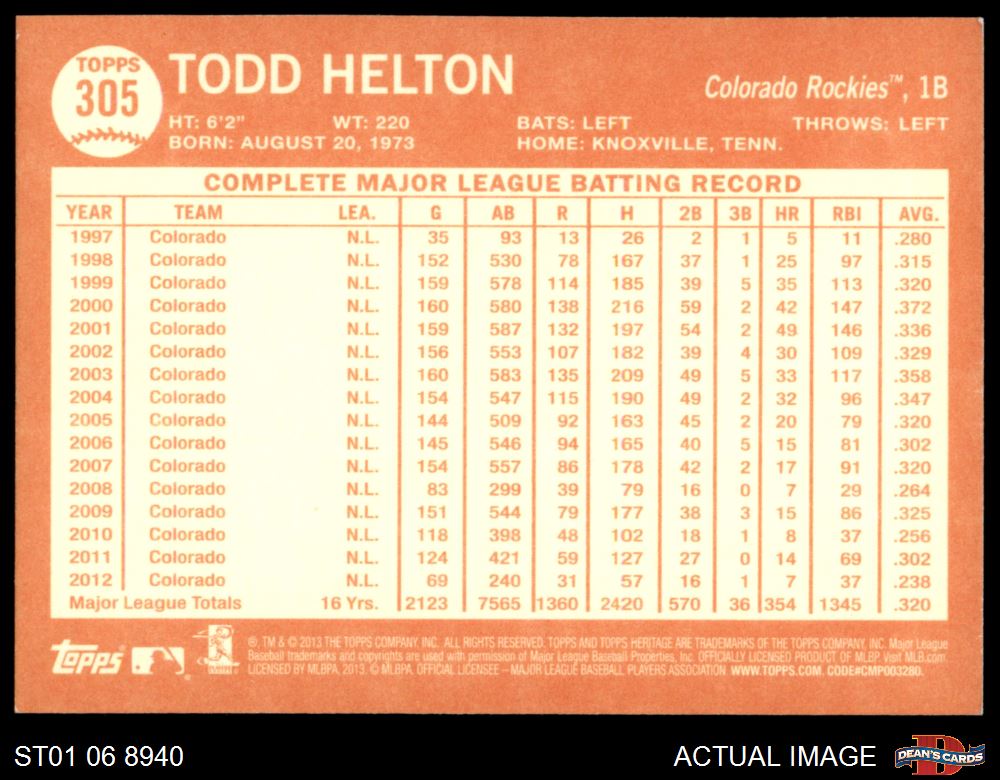 TOPPS
305
TODD HELTON
Colorado Rockies™, 1B
HT: 6'2" WT: 220 BATS: LEFT THROWS: LEFT
BORN: AUGUST 20, 1973 HOME: KNOXVILLE, TENN.
COMPLETE MAJOR LEAGUE BATTING RECORD
YEAR TEAM LEA. G AB R H 2B 3B HR RBI AVG.
1997 Colorado N.L. 35 93 13 26 2 1 5 11 .280
1998 Colorado N.L. 152 530 78 167 37 1 25 97 .315
1999 Colorado N.L. 159 578 114 185 39 5 35 113 .320
2000 Colorado N.L. 160 580 138 216 59 2 42 147 .372
2001 Colorado N.L. 159 587 132 197 54 2 49 146 .336
2002 Colorado N.L. 156 553 107 182 39 4 30 109 .329
2003 Colorado N.L. 160 583 135 209 49 5 33 117 .358
2004 Colorado N.L. 154 547 115 190 49 2 32 96 .347
2005 Colorado N.L. 144 509 92 163 45 2 20 79 .320
2006 Colorado N.L. 145 546 94 165 40 5 15 81 .302
2007 Colorado N.L. 154 557 86 178 42 2 17 91 .320
2008 Colorado N.L. 83 299 39 79 16 0 7 29 .264
2009 Colorado N.L. 151 544 79 177 38 3 15 86 .325
2010 Colorado N.L. 118 398 48 102 18 1 8 37 .256
2011 Colorado N.L. 124 421 59 127 27 0 14 69 .302
2012 Colorado N.L. 69 240 31 57 16 1 7 37 .238
Major League Totals 16 Yrs. 2123 7565 1360 2420 570 36 354 1345 .320
Topps
®, TM & © 2013 THE TOPPS COMPANY, INC. ALL RIGHTS RESERVED. TOPPS AND TOPPS HERITAGE ARE TRADEMARKS OF THE TOPPS COMPANY, INC. Major League
Baseball trademarks and copyrights are used with permission of Major League Baseball Properties, Inc. OFFICIALLY LICENSED PRODUCT OF MLBP. Visit MLB.com.
LICENSED BY MLBPA, 2013. © MLBPA. OFFICIAL LICENSEE – MAJOR LEAGUE BASEBALL PLAYERS ASSOCIATION WWW.TOPPS.COM. CODE#CMP003280.
ST01 06 8940
ACTUAL IMAGE
DEAN'S CARDS